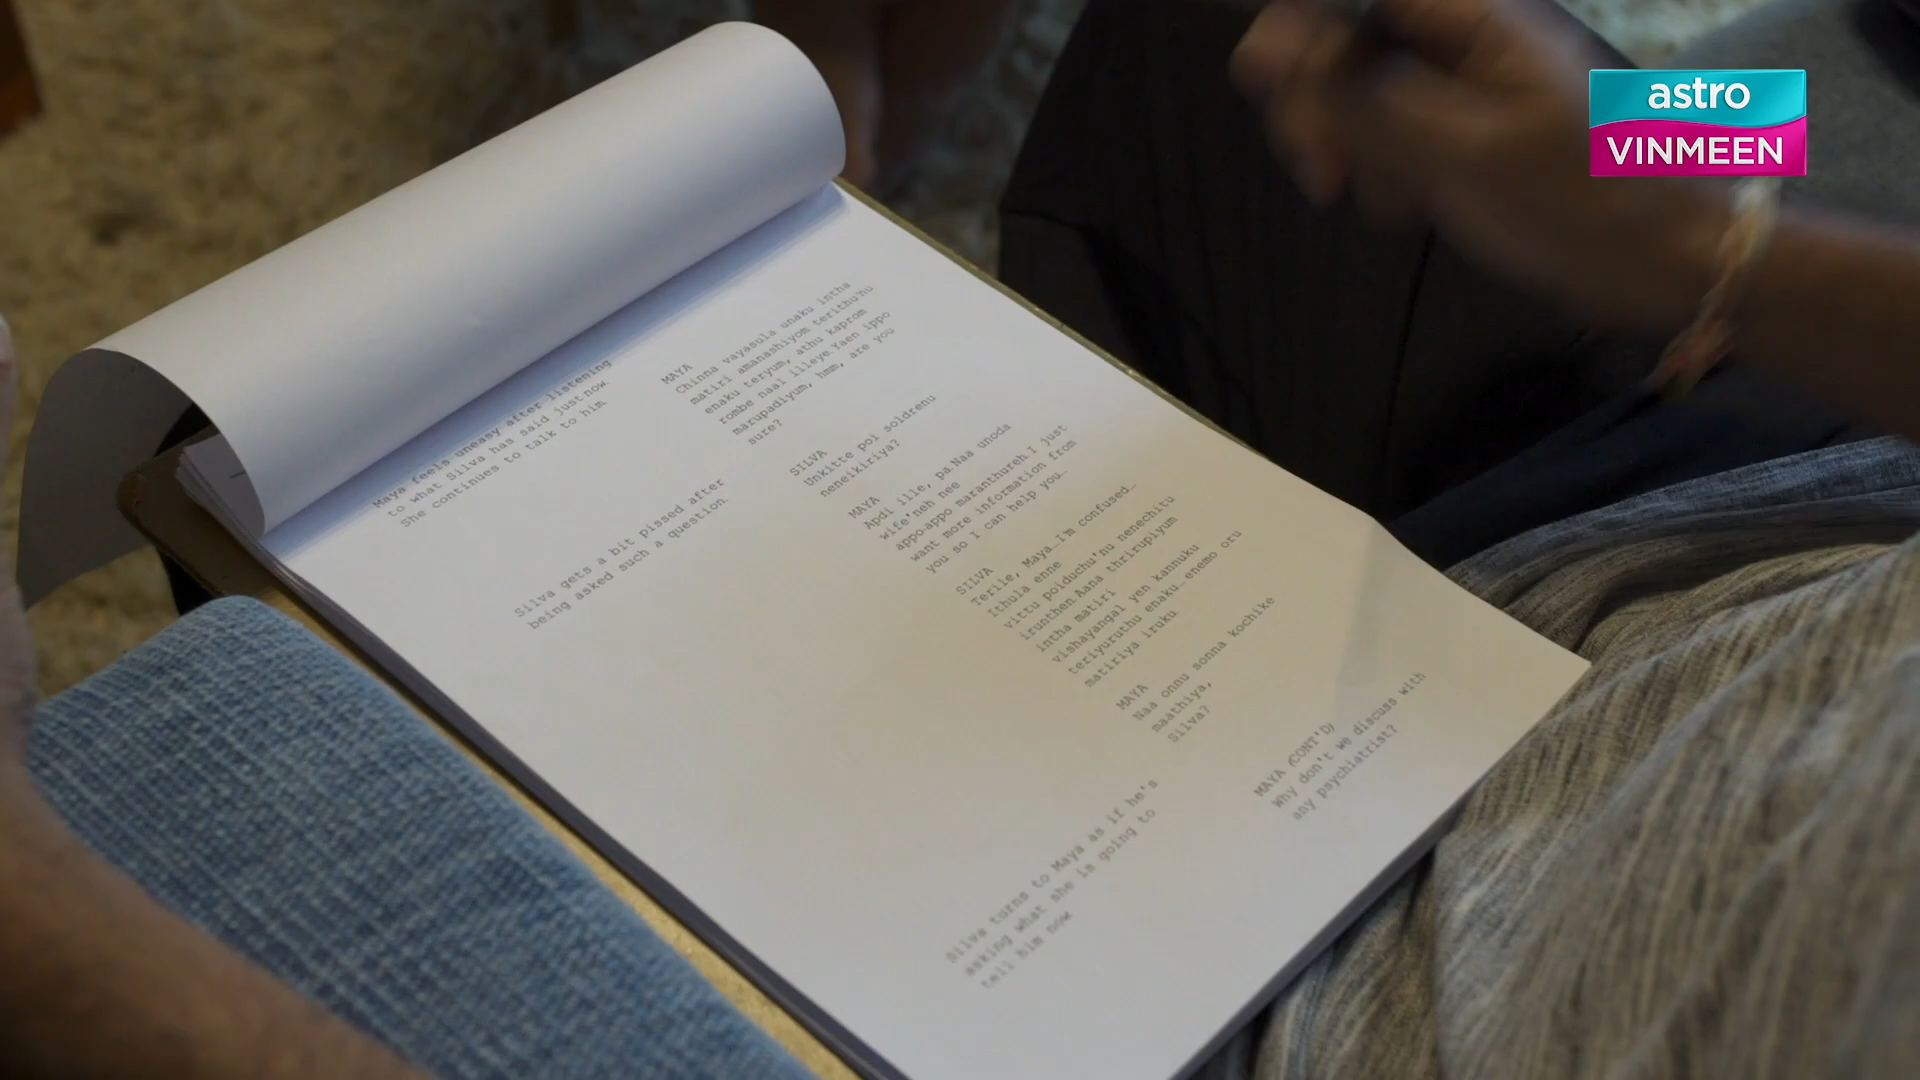 astro
VINMEEN
Maya feels uneasy after listening
to what Silva has said just now.
She continues to talk to him.
MAYA
Chinna vayasula unaku intha
matiri amanashiyom terithu'nu
enaku teryum, athu kaprom
rombe naal illeye.Yaen ippo
marupadiyum, hmm, are you
sure?
Silva gets a bit pissed after
being asked such a question.
SILVA
Unkitte poi soldrenu
neneikiriya?
MAYA
Apdi ille, pa.Naa unoda
wife'neh nee
appo-appo maranthureh.I just
want more information from
you so I can help you…
SILVA
Terile, Maya…I'm confused…
Ithula enne
vittu poiduchu'nu nenechitu
irunthen.Aana thrirupiyum
intha matiri
vishayangal yen kannuku
teriyuruthu enaku…enemo oru
matiriya iruku.
MAYA
Naa onnu sonna kochike
maathiya,
Silva?
Silva turns to Maya as if he's
asking what she is going to
tell him now.
MAYA (CONT'D)
Why don't we discuss with
any psychiatrist?